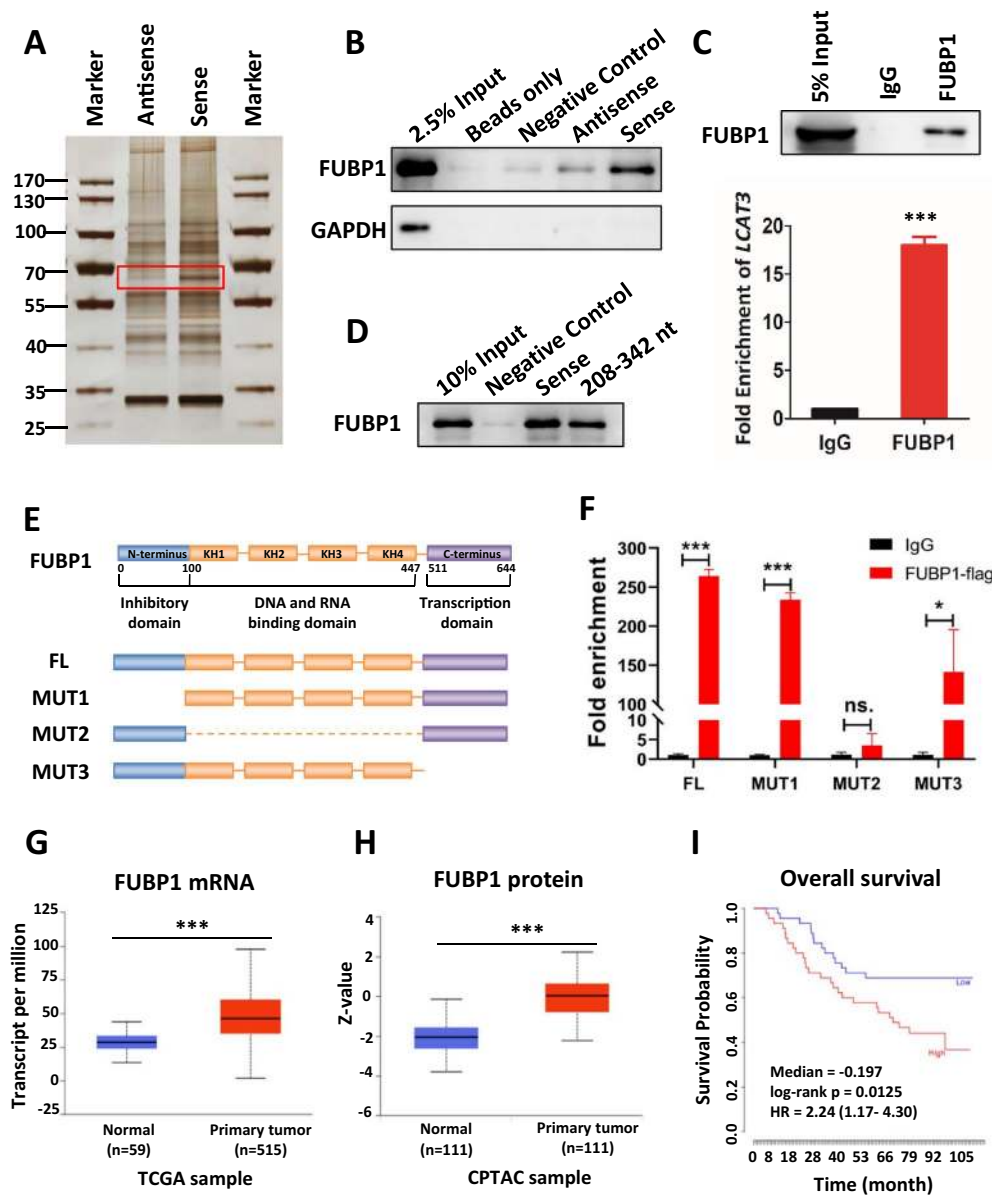 A
Marker
Antisense
Sense
Marker
170
130
100
70
55
40
35
25
B
2.5% Input
Beads only
Negative Control
Antisense
Sense
FUBP1
GAPDH
C
5% Input
IgG
FUBP1
FUBP1
Fold Enrichment of LCAT3
20
15
10
5
0
***
IgG
FUBP1
D
10% Input
Negative Control
Sense
208-342 nt
FUBP1
E
FUBP1
N-terminus KH1 KH2 KH3 KH4 C-terminus
0 100 447 511 644
Inhibitory domain
DNA and RNA binding domain
Transcription domain
FL
MUT1
MUT2
MUT3
F
IgG
FUBP1-flag
Fold enrichment
300
250
200
150
100
10
5
0
***
***
ns.
*
FL MUT1 MUT2 MUT3
G
FUBP1 mRNA
Transcript per million
125
100
75
50
25
0
-25
***
Normal (n=59)
Primary tumor (n=515)
TCGA sample
H
FUBP1 protein
Z-value
4
2
0
-2
-4
-6
***
Normal (n=111)
Primary tumor (n=111)
CPTAC sample
I
Overall survival
Survival Probability
1.0
0.8
0.6
0.4
0.2
0.0
Low
High
Median = -0.197
log-rank p = 0.0125
HR = 2.24 (1.17- 4.30)
0 8 18 28 40 53 66 79 92 105
Time (month)